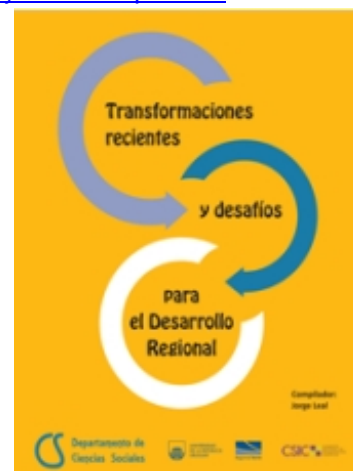 Transformaciones
recientes
y desafíos
para
el Desarrollo
Regional
Compilador:
Jorge Leal
Departamento de
Ciencias Sociales
CSIC